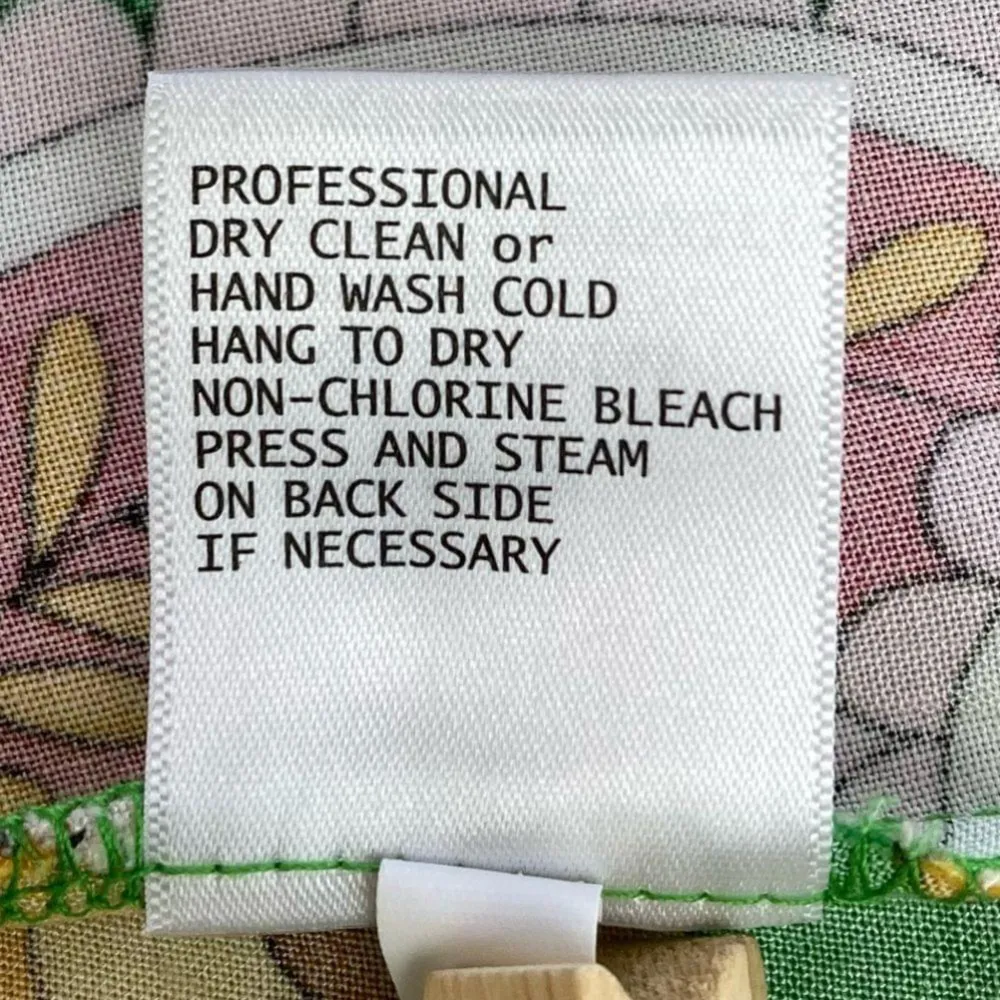 PROFESSIONAL
DRY CLEAN or
HAND WASH COLD
HANG TO DRY
NON-CHLORINE BLEACH
PRESS AND STEAM
ON BACK SIDE
IF NECESSARY